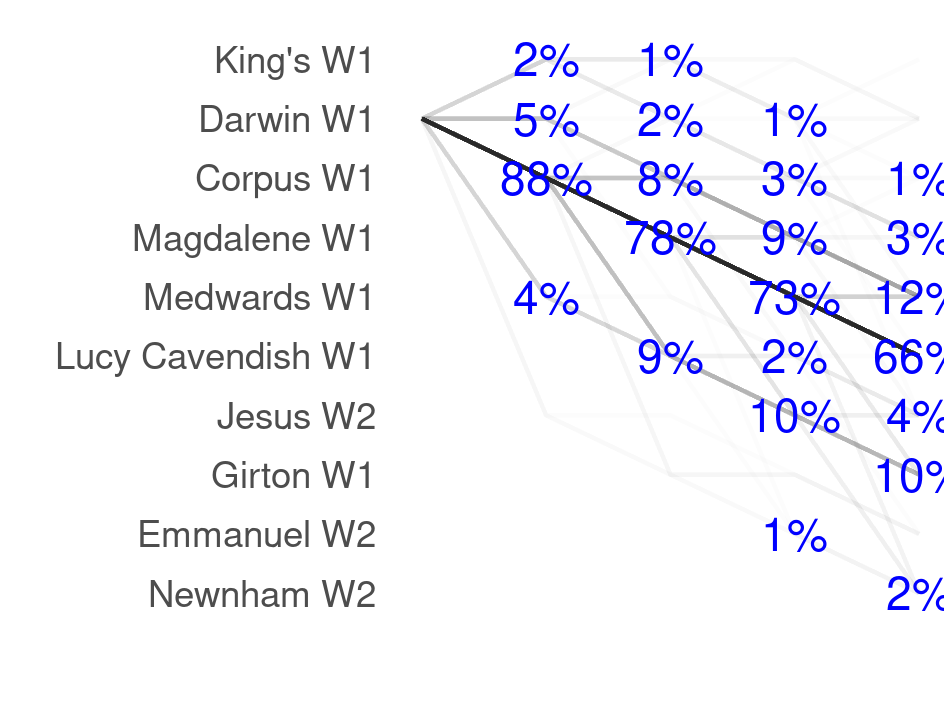 King's W1 2% 1%
Darwin W1 5% 2% 1%
Corpus W1 88% 8% 3% 1%
Magdalene W1 78% 9% 3%
Medwards W1 4% 73% 12%
Lucy Cavendish W1 9% 2% 66%
Jesus W2 10% 4%
Girton W1 10%
Emmanuel W2 1%
Newnham W2 2%